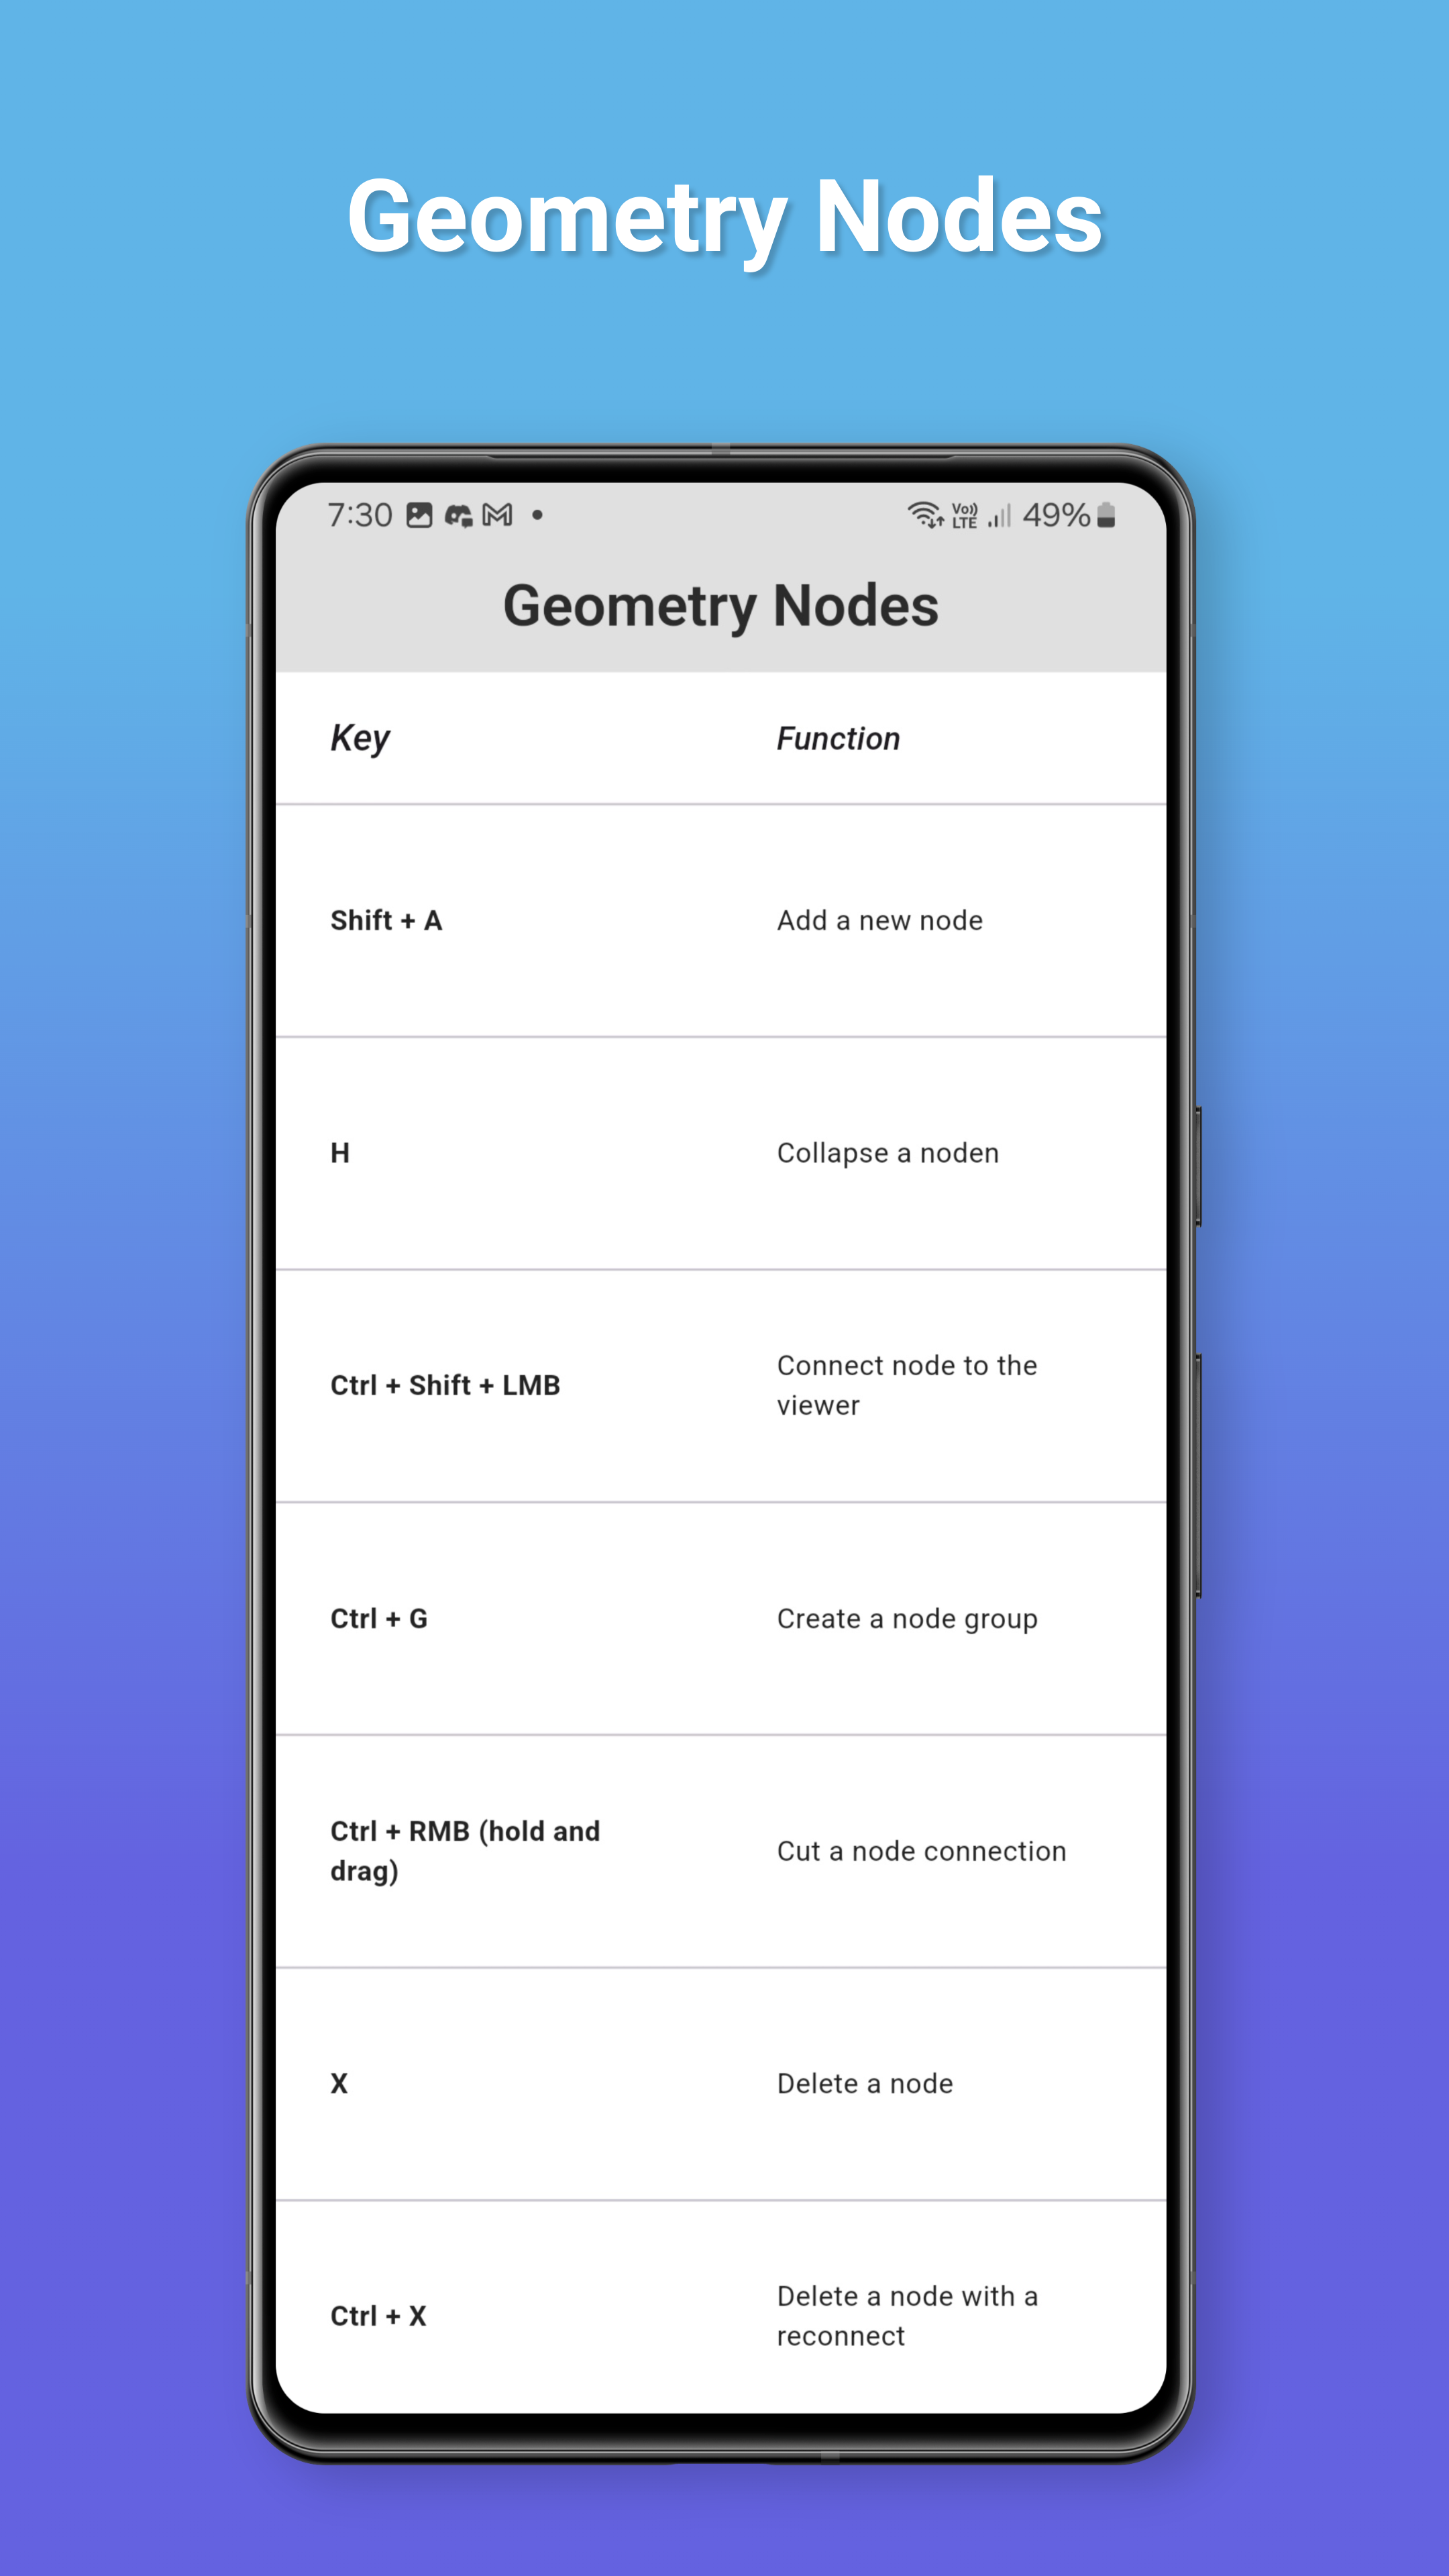 Geometry Nodes
7:30
Vo)) LTE
49%
Geometry Nodes
Key
Function
Shift + A
Add a new node
H
Collapse a noden
Ctrl + Shift + LMB
Connect node to the
viewer
Ctrl + G
Create a node group
Ctrl + RMB (hold and
drag)
Cut a node connection
X
Delete a node
Ctrl + X
Delete a node with a
reconnect